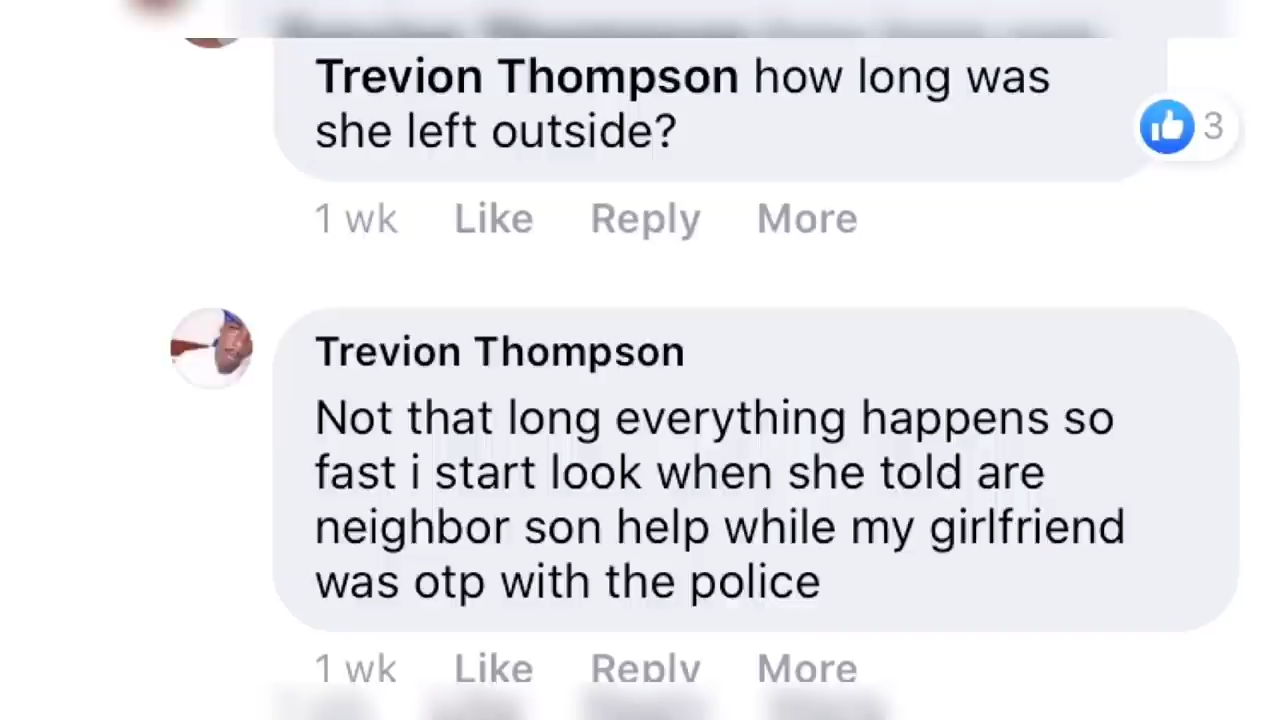 Trevion Thompson how long was
she left outside?
3
1 wk Like Reply More
Trevion Thompson
Not that long everything happens so
fast i start look when she told are
neighbor son help while my girlfriend
was otp with the police
1 wk Like Reply More